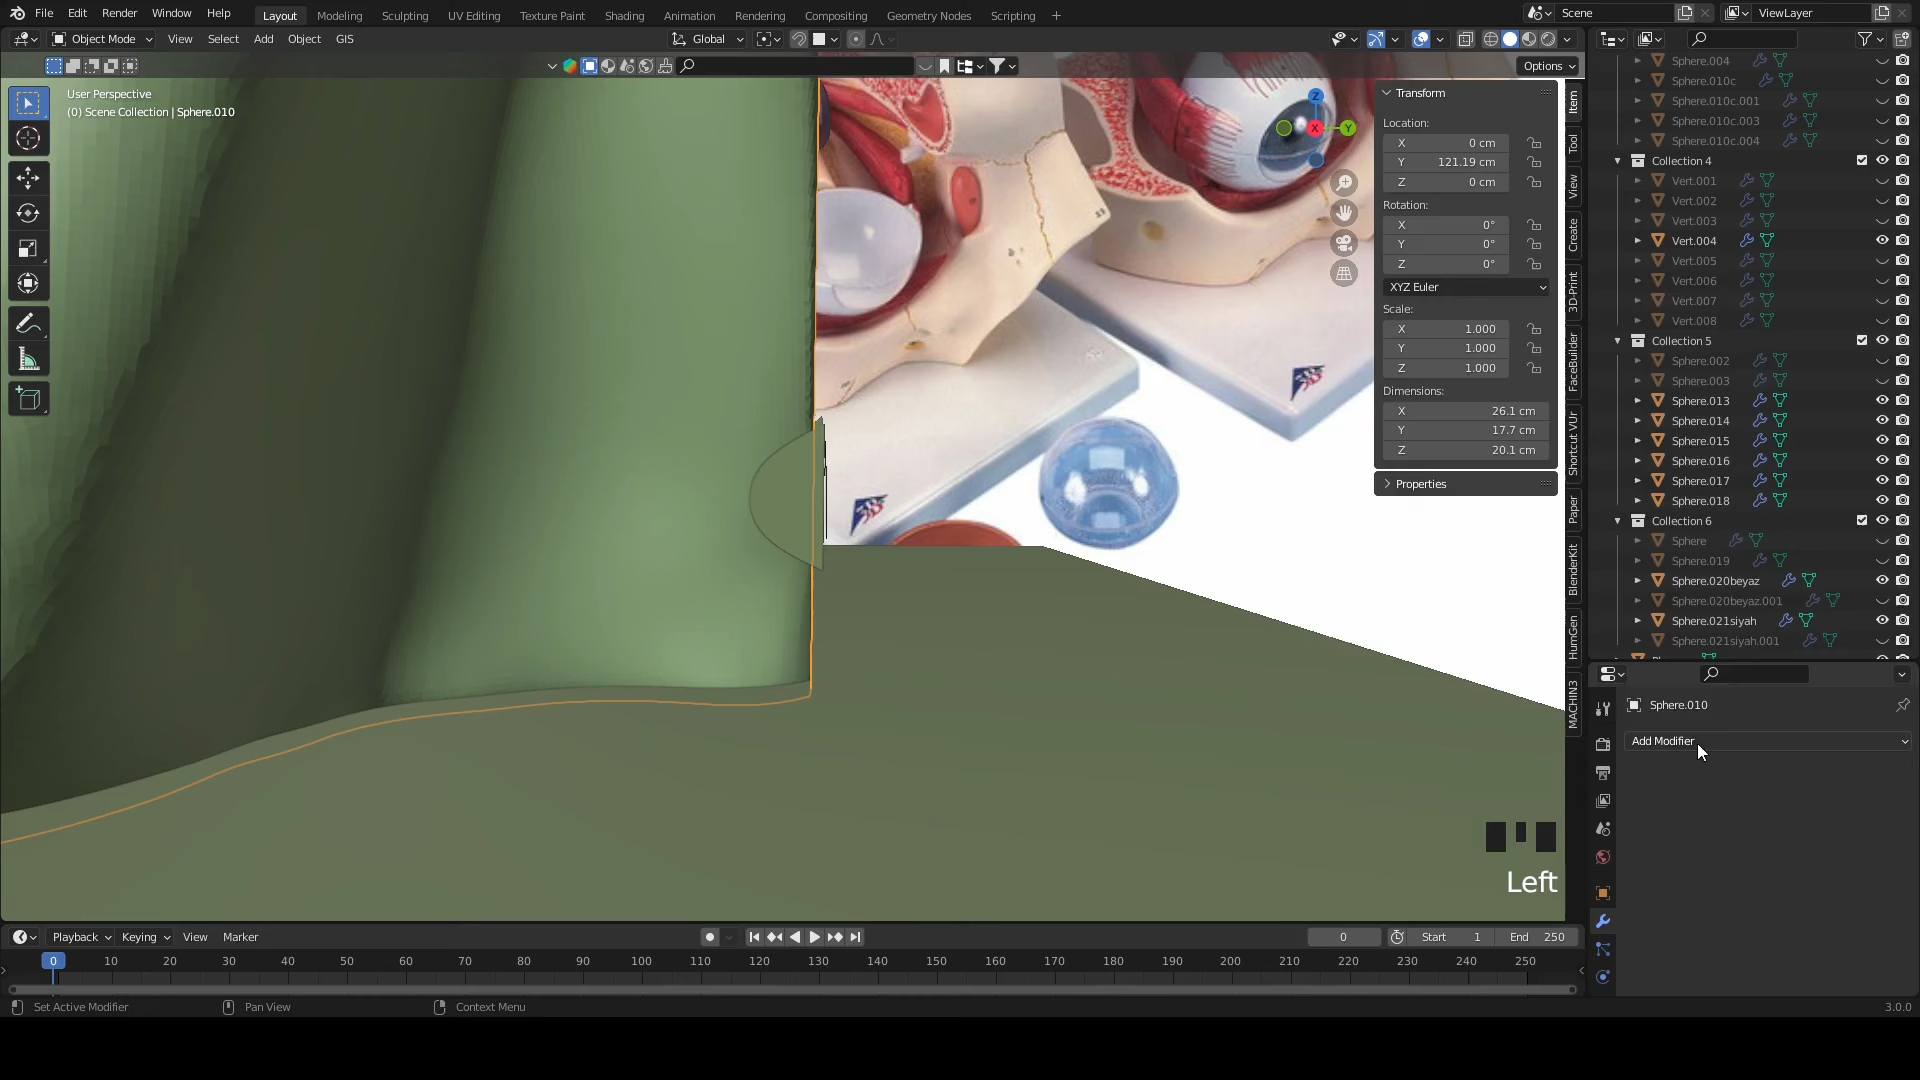 File Edit Render Window Help Layout Modeling Sculpting UV Editing Texture Paint Shading Animation Rendering Compositing Geometry Nodes Scripting + Scene ViewLayer
Object Mode View Select Add Object GIS Global
Options
User Perspective
(0) Scene Collection | Sphere.010
Transform
Location:
X 0 cm
Y 121.19 cm
Z 0 cm
Rotation:
X 0°
Y 0°
Z 0°
XYZ Euler
Scale:
X 1.000
Y 1.000
Z 1.000
Dimensions:
X 26.1 cm
Y 17.7 cm
Z 20.1 cm
Properties
Z
X
Y
Item
Tool
View
Create
3D-Print
FaceBuilder
Shortcut VUr
Paper
BlenderKit
HumGen
MACHIN3
Sphere.004
Sphere.010c
Sphere.010c.001
Sphere.010c.003
Sphere.010c.004
Collection 4
Vert.001
Vert.002
Vert.003
Vert.004
Vert.005
Vert.006
Vert.007
Vert.008
Collection 5
Sphere.002
Sphere.003
Sphere.013
Sphere.014
Sphere.015
Sphere.016
Sphere.017
Sphere.018
Collection 6
Sphere
Sphere.019
Sphere.020beyaz
Sphere.020beyaz.001
Sphere.021siyah
Sphere.021siyah.001
Sphere.010
Add Modifier
Left
Playback Keying View Marker 0 Start 1 End 250
0 10 20 30 40 50 60 70 80 90 100 110 120 130 140 150 160 170 180 190 200 210 220 230 240 250
Set Active Modifier Pan View Context Menu 3.0.0